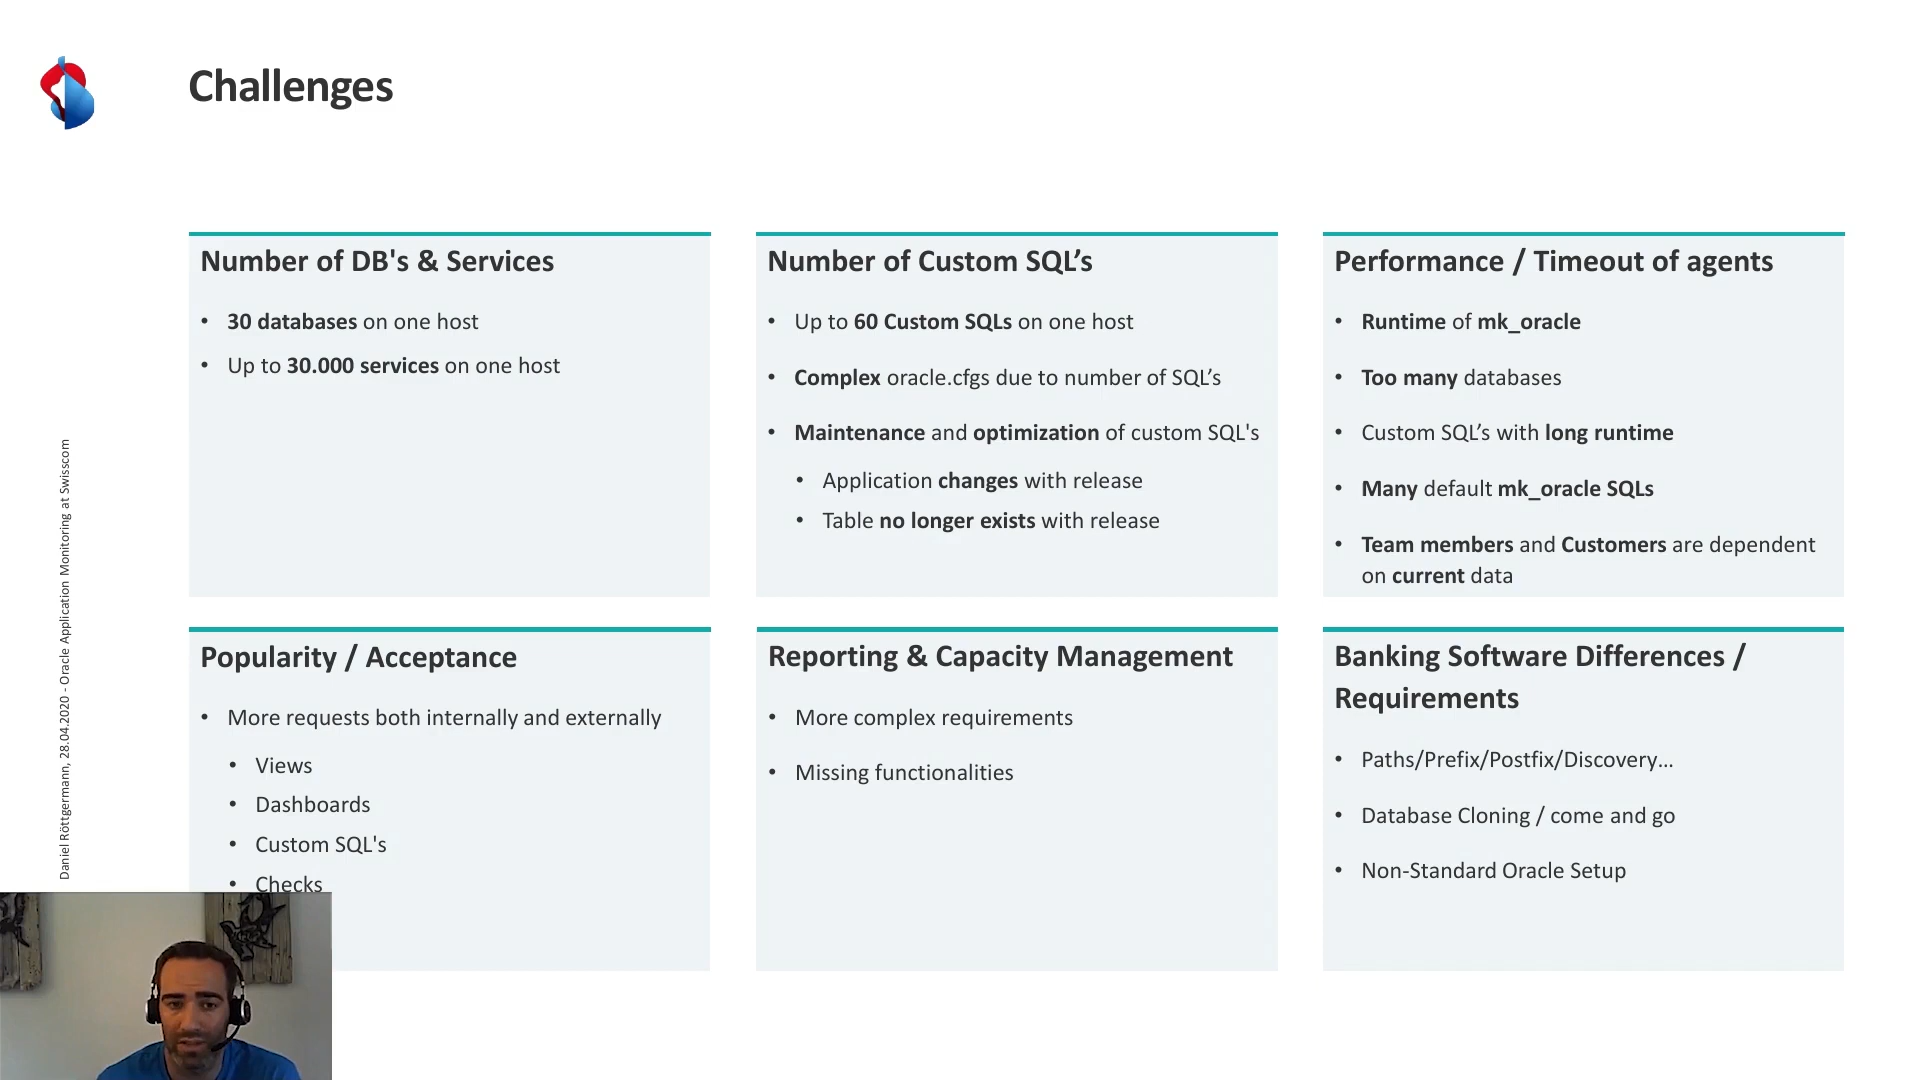 Challenges
Number of DB's & Services
• 30 databases on one host
• Up to 30.000 services on one host
Number of Custom SQL’s
• Up to 60 Custom SQLs on one host
• Complex oracle.cfgs due to number of SQL’s
• Maintenance and optimization of custom SQL's
• Application changes with release
• Table no longer exists with release
Performance / Timeout of agents
• Runtime of mk_oracle
• Too many databases
• Custom SQL’s with long runtime
• Many default mk_oracle SQLs
• Team members and Customers are dependent
on current data
Popularity / Acceptance
• More requests both internally and externally
• Views
• Dashboards
• Custom SQL's
• Checks
Reporting & Capacity Management
• More complex requirements
• Missing functionalities
Banking Software Differences /
Requirements
• Paths/Prefix/Postfix/Discovery…
• Database Cloning / come and go
• Non-Standard Oracle Setup
Daniel Röttgermann, 28.04.2020 - Oracle Application Monitoring at Swisscom